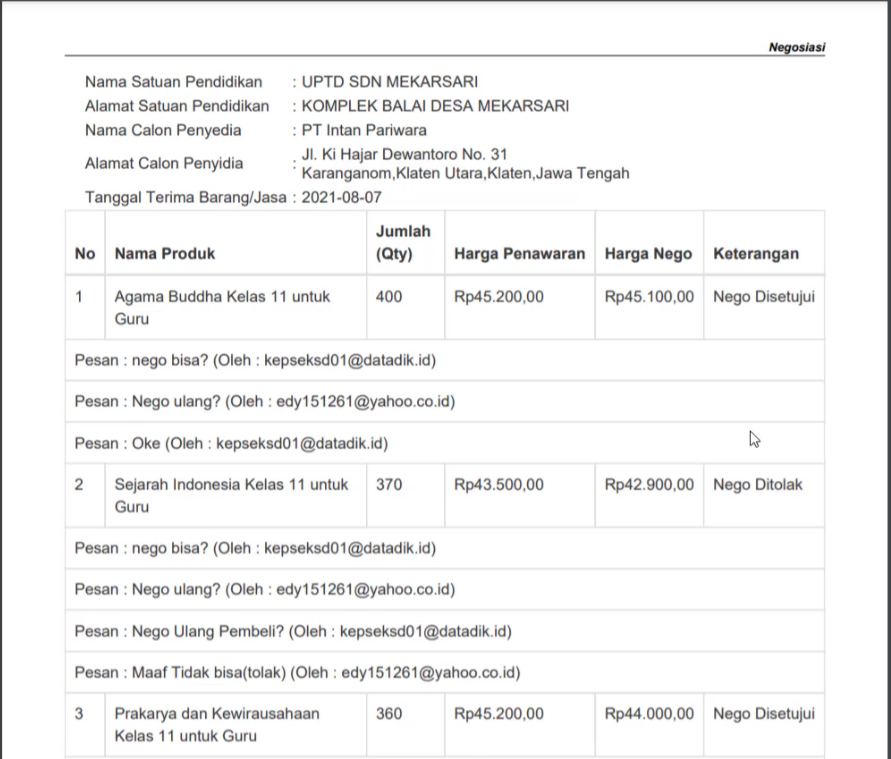 Negosiasi
Nama Satuan Pendidikan : UPTD SDN MEKARSARI
Alamat Satuan Pendidikan : KOMPLEK BALAI DESA MEKARSARI
Nama Calon Penyedia : PT Intan Pariwara
Alamat Calon Penyidia : Jl. Ki Hajar Dewantoro No. 31
Karanganom,Klaten Utara,Klaten,Jawa Tengah
Tanggal Terima Barang/Jasa : 2021-08-07
No Nama Produk Jumlah (Qty) Harga Penawaran Harga Nego Keterangan
1 Agama Buddha Kelas 11 untuk 400 Rp45.200,00 Rp45.100,00 Nego Disetujui
Guru
Pesan : nego bisa? (Oleh : kepseksd01@datadik.id)
Pesan : Nego ulang? (Oleh : edy151261@yahoo.co.id)
Pesan : Oke (Oleh : kepseksd01@datadik.id)
2 Sejarah Indonesia Kelas 11 untuk 370 Rp43.500,00 Rp42.900,00 Nego Ditolak
Guru
Pesan : nego bisa? (Oleh : kepseksd01@datadik.id)
Pesan : Nego ulang? (Oleh : edy151261@yahoo.co.id)
Pesan : Nego Ulang Pembeli? (Oleh : kepseksd01@datadik.id)
Pesan : Maaf Tidak bisa(tolak) (Oleh : edy151261@yahoo.co.id)
3 Prakarya dan Kewirausahaan 360 Rp45.200,00 Rp44.000,00 Nego Disetujui
Kelas 11 untuk Guru